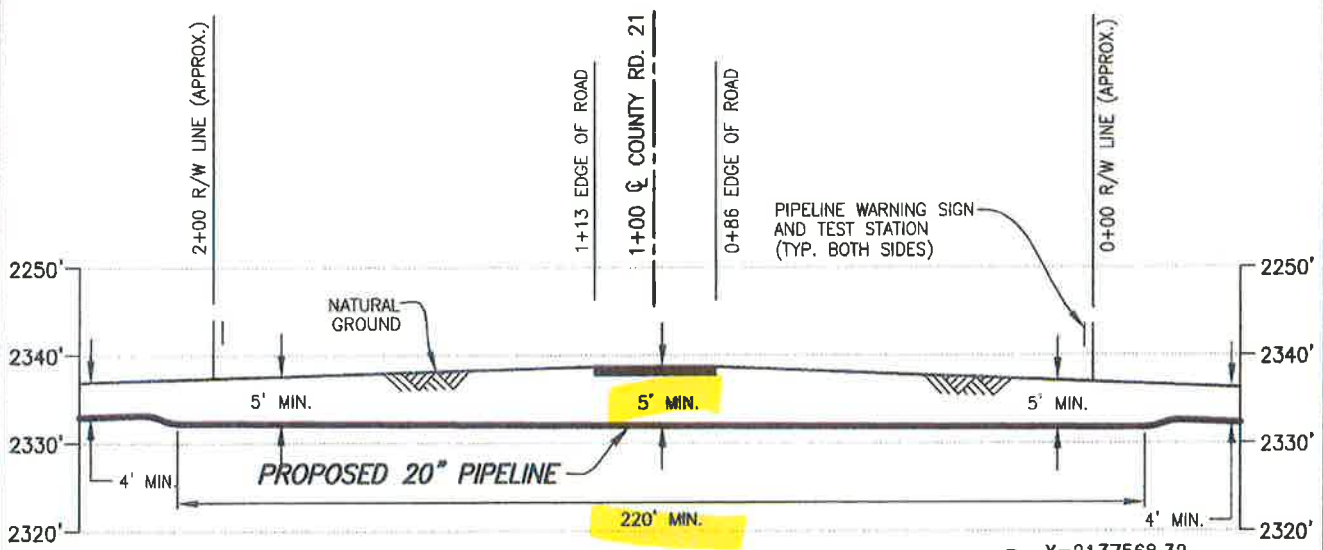 2+00 R/W LINE (APPROX.)
1+13 EDGE OF ROAD
1+00 ℄ COUNTY RD. 21
0+86 EDGE OF ROAD
0+00 R/W LINE (APPROX.)
PIPELINE WARNING SIGN
AND TEST STATION
(TYP. BOTH SIDES)
2250'
2250'
NATURAL
GROUND
2340'
2340'
5' MIN.
5' MIN.
5' MIN.
2330'
2330'
4' MIN.
PROPOSED 20" PIPELINE
220' MIN.
4' MIN.
2320'
2320'